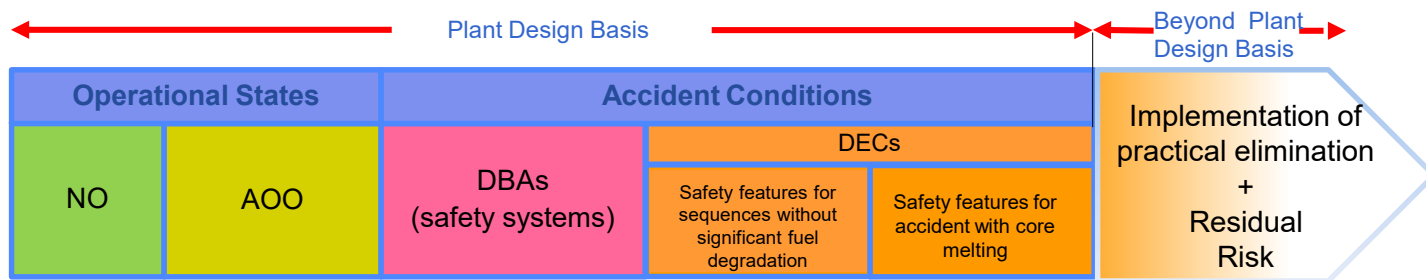 Plant Design Basis
Beyond Plant
Design Basis
Operational States
Accident Conditions
NO
AOO
DBAs
(safety systems)
DECs
Safety features for
sequences without
significant fuel
degradation
Safety features for
accident with core
melting
Implementation of
practical elimination
+
Residual
Risk